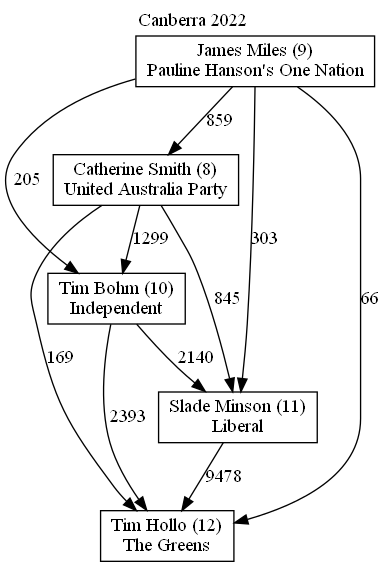 Canberra 2022
James Miles (9)
Pauline Hanson's One Nation
859
Catherine Smith (8)
United Australia Party
205
1299
303
Tim Bohm (10)
Independent
845
66
169
2140
Slade Minson (11)
Liberal
2393
9478
Tim Hollo (12)
The Greens